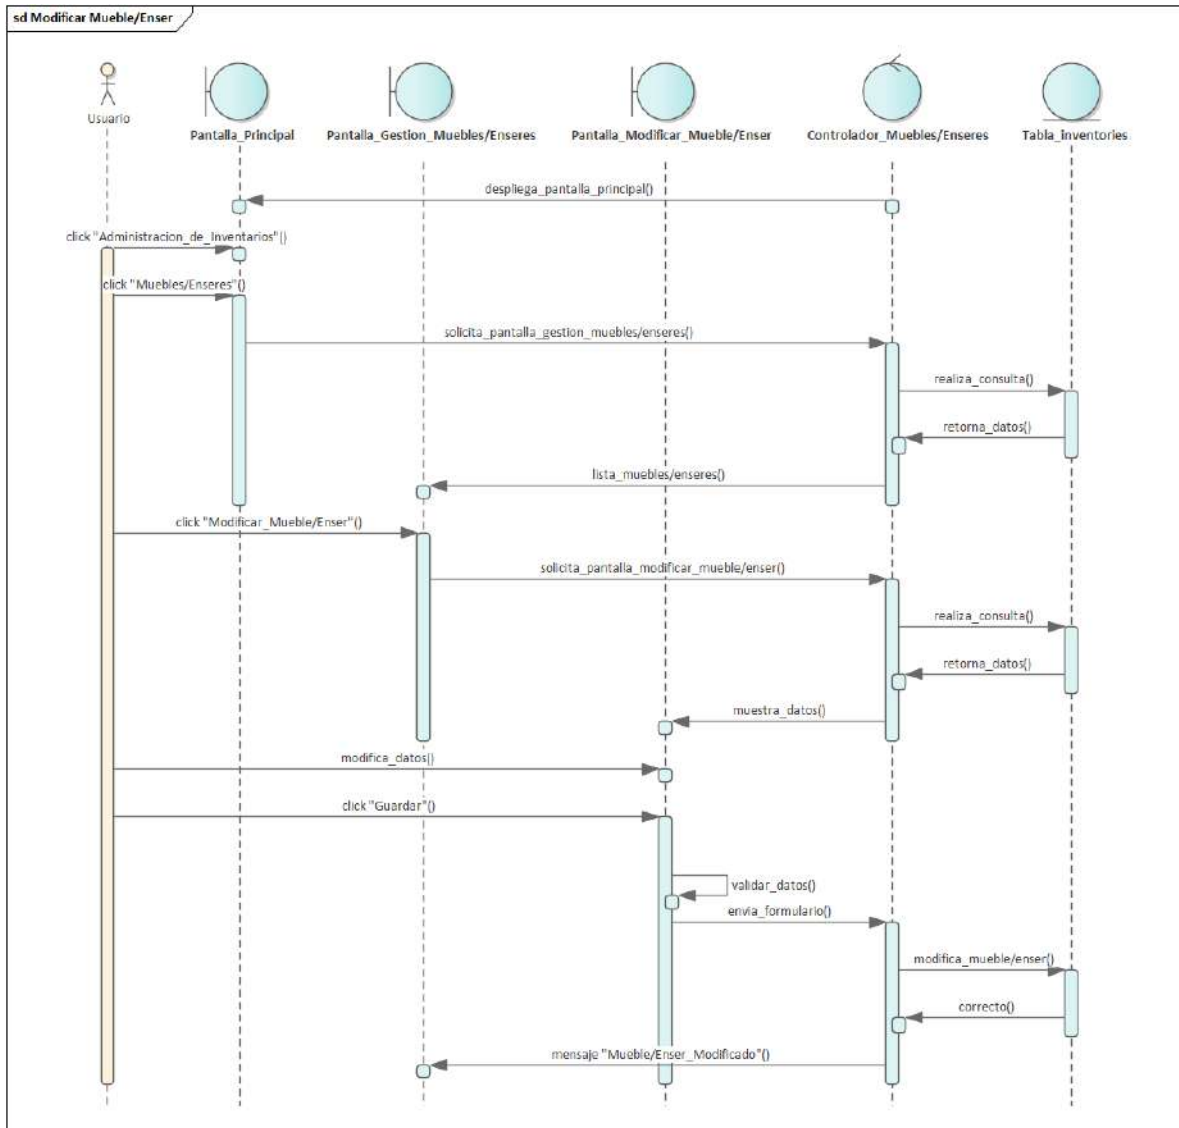 sd Modificar Mueble/Enser
Usuario
Pantalla_Principal
Pantalla_Gestion_Muebles/Enseres
Pantalla_Modificar_Mueble/Enser
Controlador_Muebles/Enseres
Tabla_inventories
despliega_pantalla_principal()
click "Administracion_de_Inventarios"()
click "Muebles/Enseres"()
solicita_pantalla_gestion_muebles/enseres()
realiza_consulta()
retorna_datos()
lista_muebles/enseres()
click "Modificar_Mueble/Enser"()
solicita_pantalla_modificar_mueble/enser()
realiza_consulta()
retorna_datos()
muestra_datos()
modifica_datos()
click "Guardar"()
validar_datos()
envia_formulario()
modifica_mueble/enser()
correcto()
mensaje "Mueble/Enser_Modificado"()